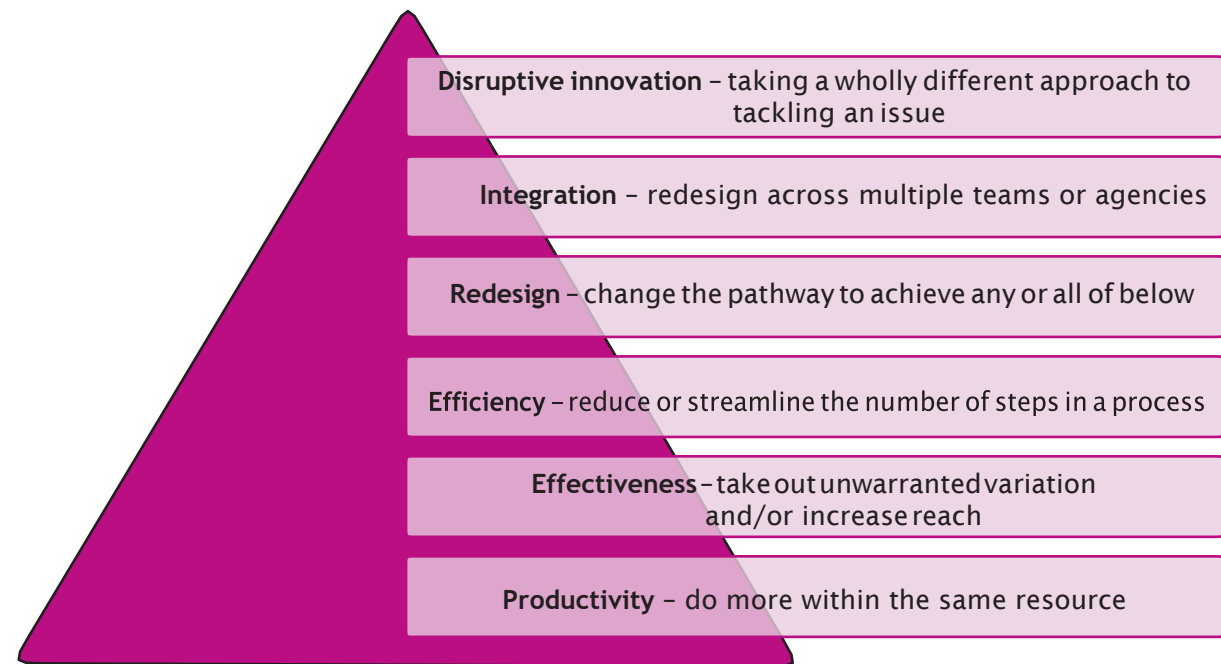 Disruptive innovation – taking a wholly different approach to
tackling an issue
Integration – redesign across multiple teams or agencies
Redesign – change the pathway to achieve any or all of below
Efficiency – reduce or streamline the number of steps in a process
Effectiveness – take out unwarranted variation
and/or increase reach
Productivity – do more within the same resource